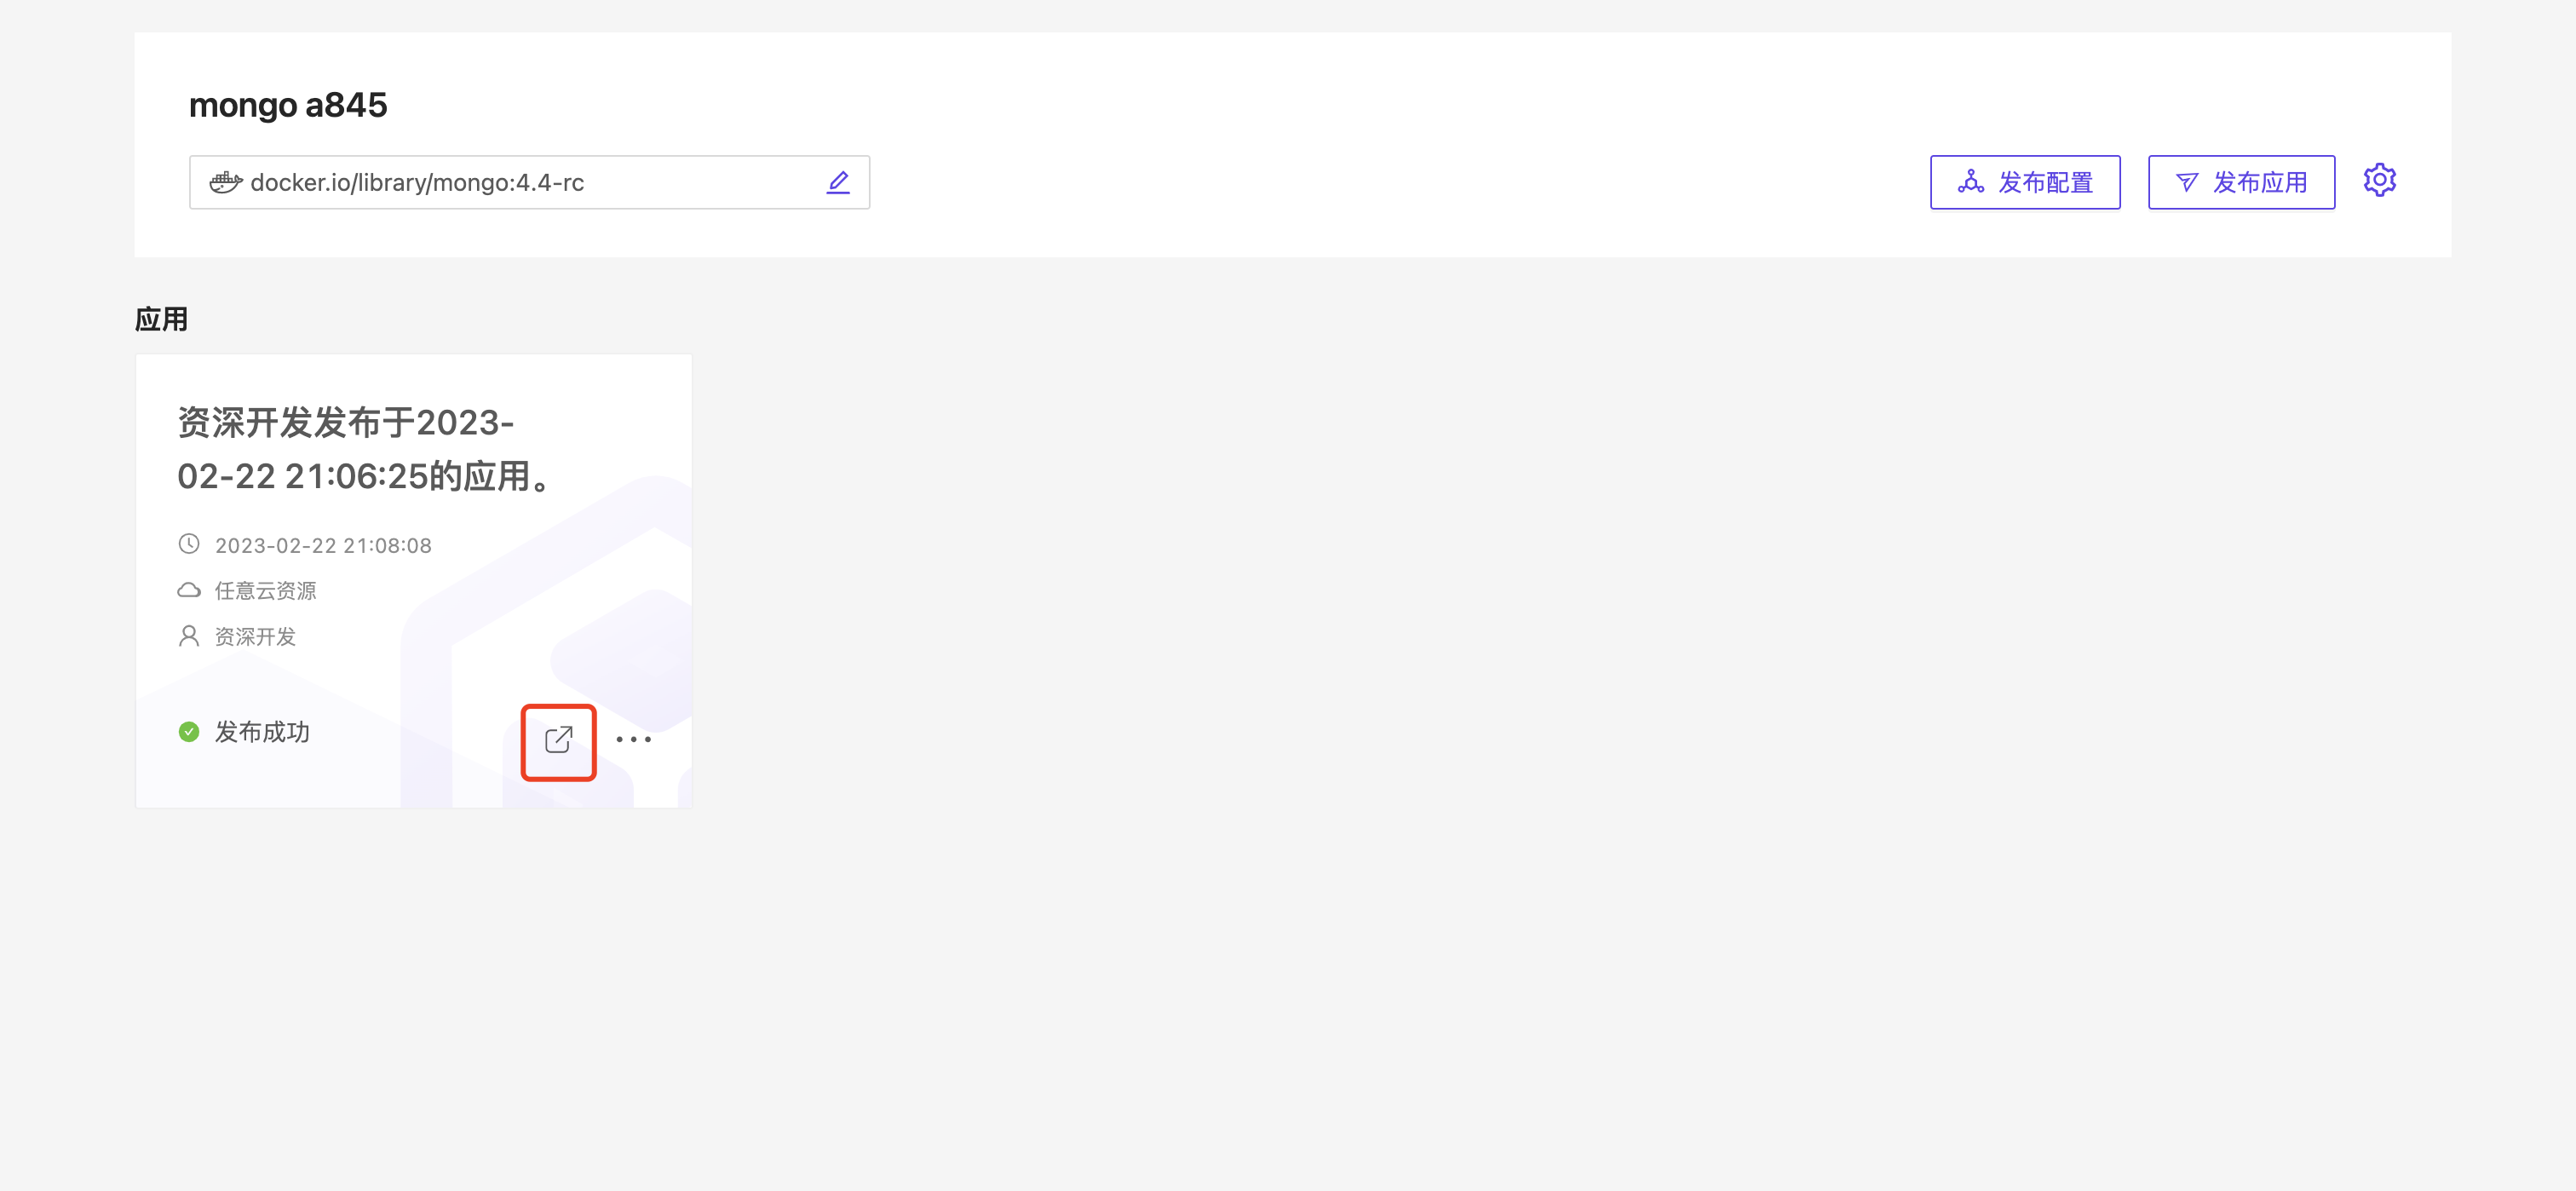 mongo a845
docker.io/library/mongo:4.4-rc
发布配置
发布应用
应用
资深开发发布于2023-
02-22 21:06:25的应用。
2023-02-22 21:08:08
任意云资源
资深开发
发布成功